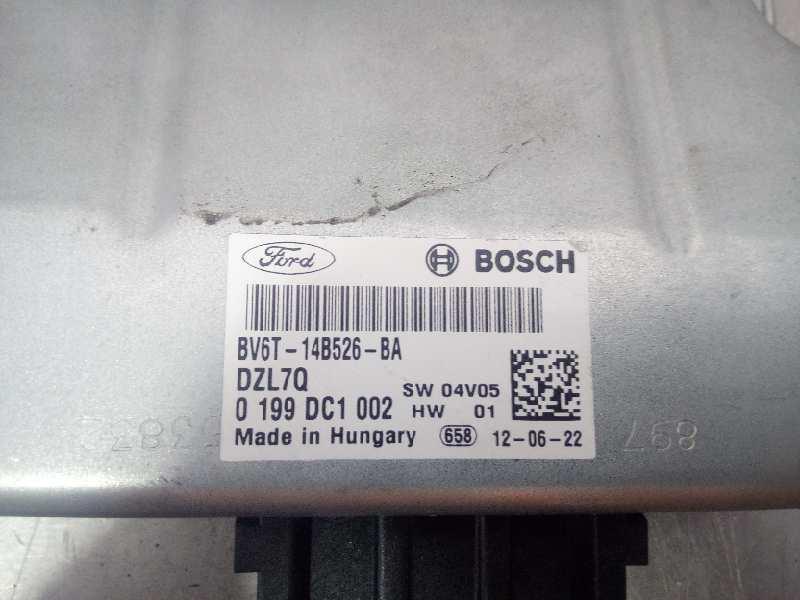 Ford BOSCH
BV6T-14B526-BA
DZL7Q
SW 04V05
0 199 DC1 002 HW 01
Made in Hungary 658 12-06-22
897